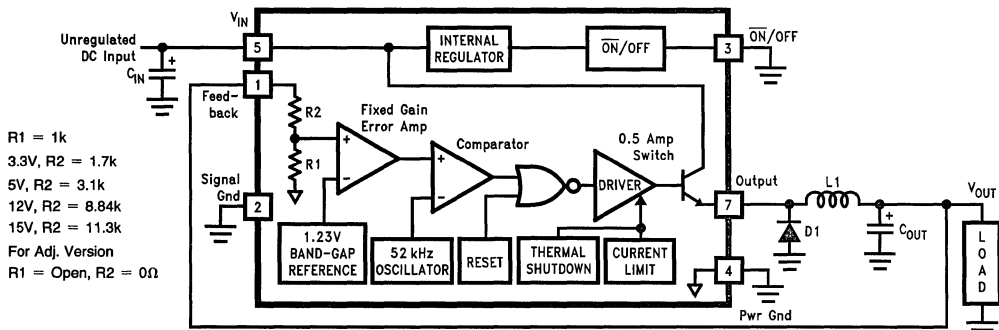 V_IN
Unregulated
DC Input
C_IN
+
5
1
Feed-
back
INTERNAL
REGULATOR
ON/OFF
3
ON/OFF
R2
R1
Fixed Gain
Error Amp
+
−
Comparator
+
−
0.5 Amp
Switch
DRIVER
Output
7
L1
V_OUT
D1
+
C_OUT
LOAD
Signal
Gnd
2
1.23V
BAND-GAP
REFERENCE
52 kHz
OSCILLATOR
RESET
THERMAL
SHUTDOWN
CURRENT
LIMIT
4
Pwr Gnd
R1 = 1k
3.3V, R2 = 1.7k
5V, R2 = 3.1k
12V, R2 = 8.84k
15V, R2 = 11.3k
For Adj. Version
R1 = Open, R2 = 0Ω